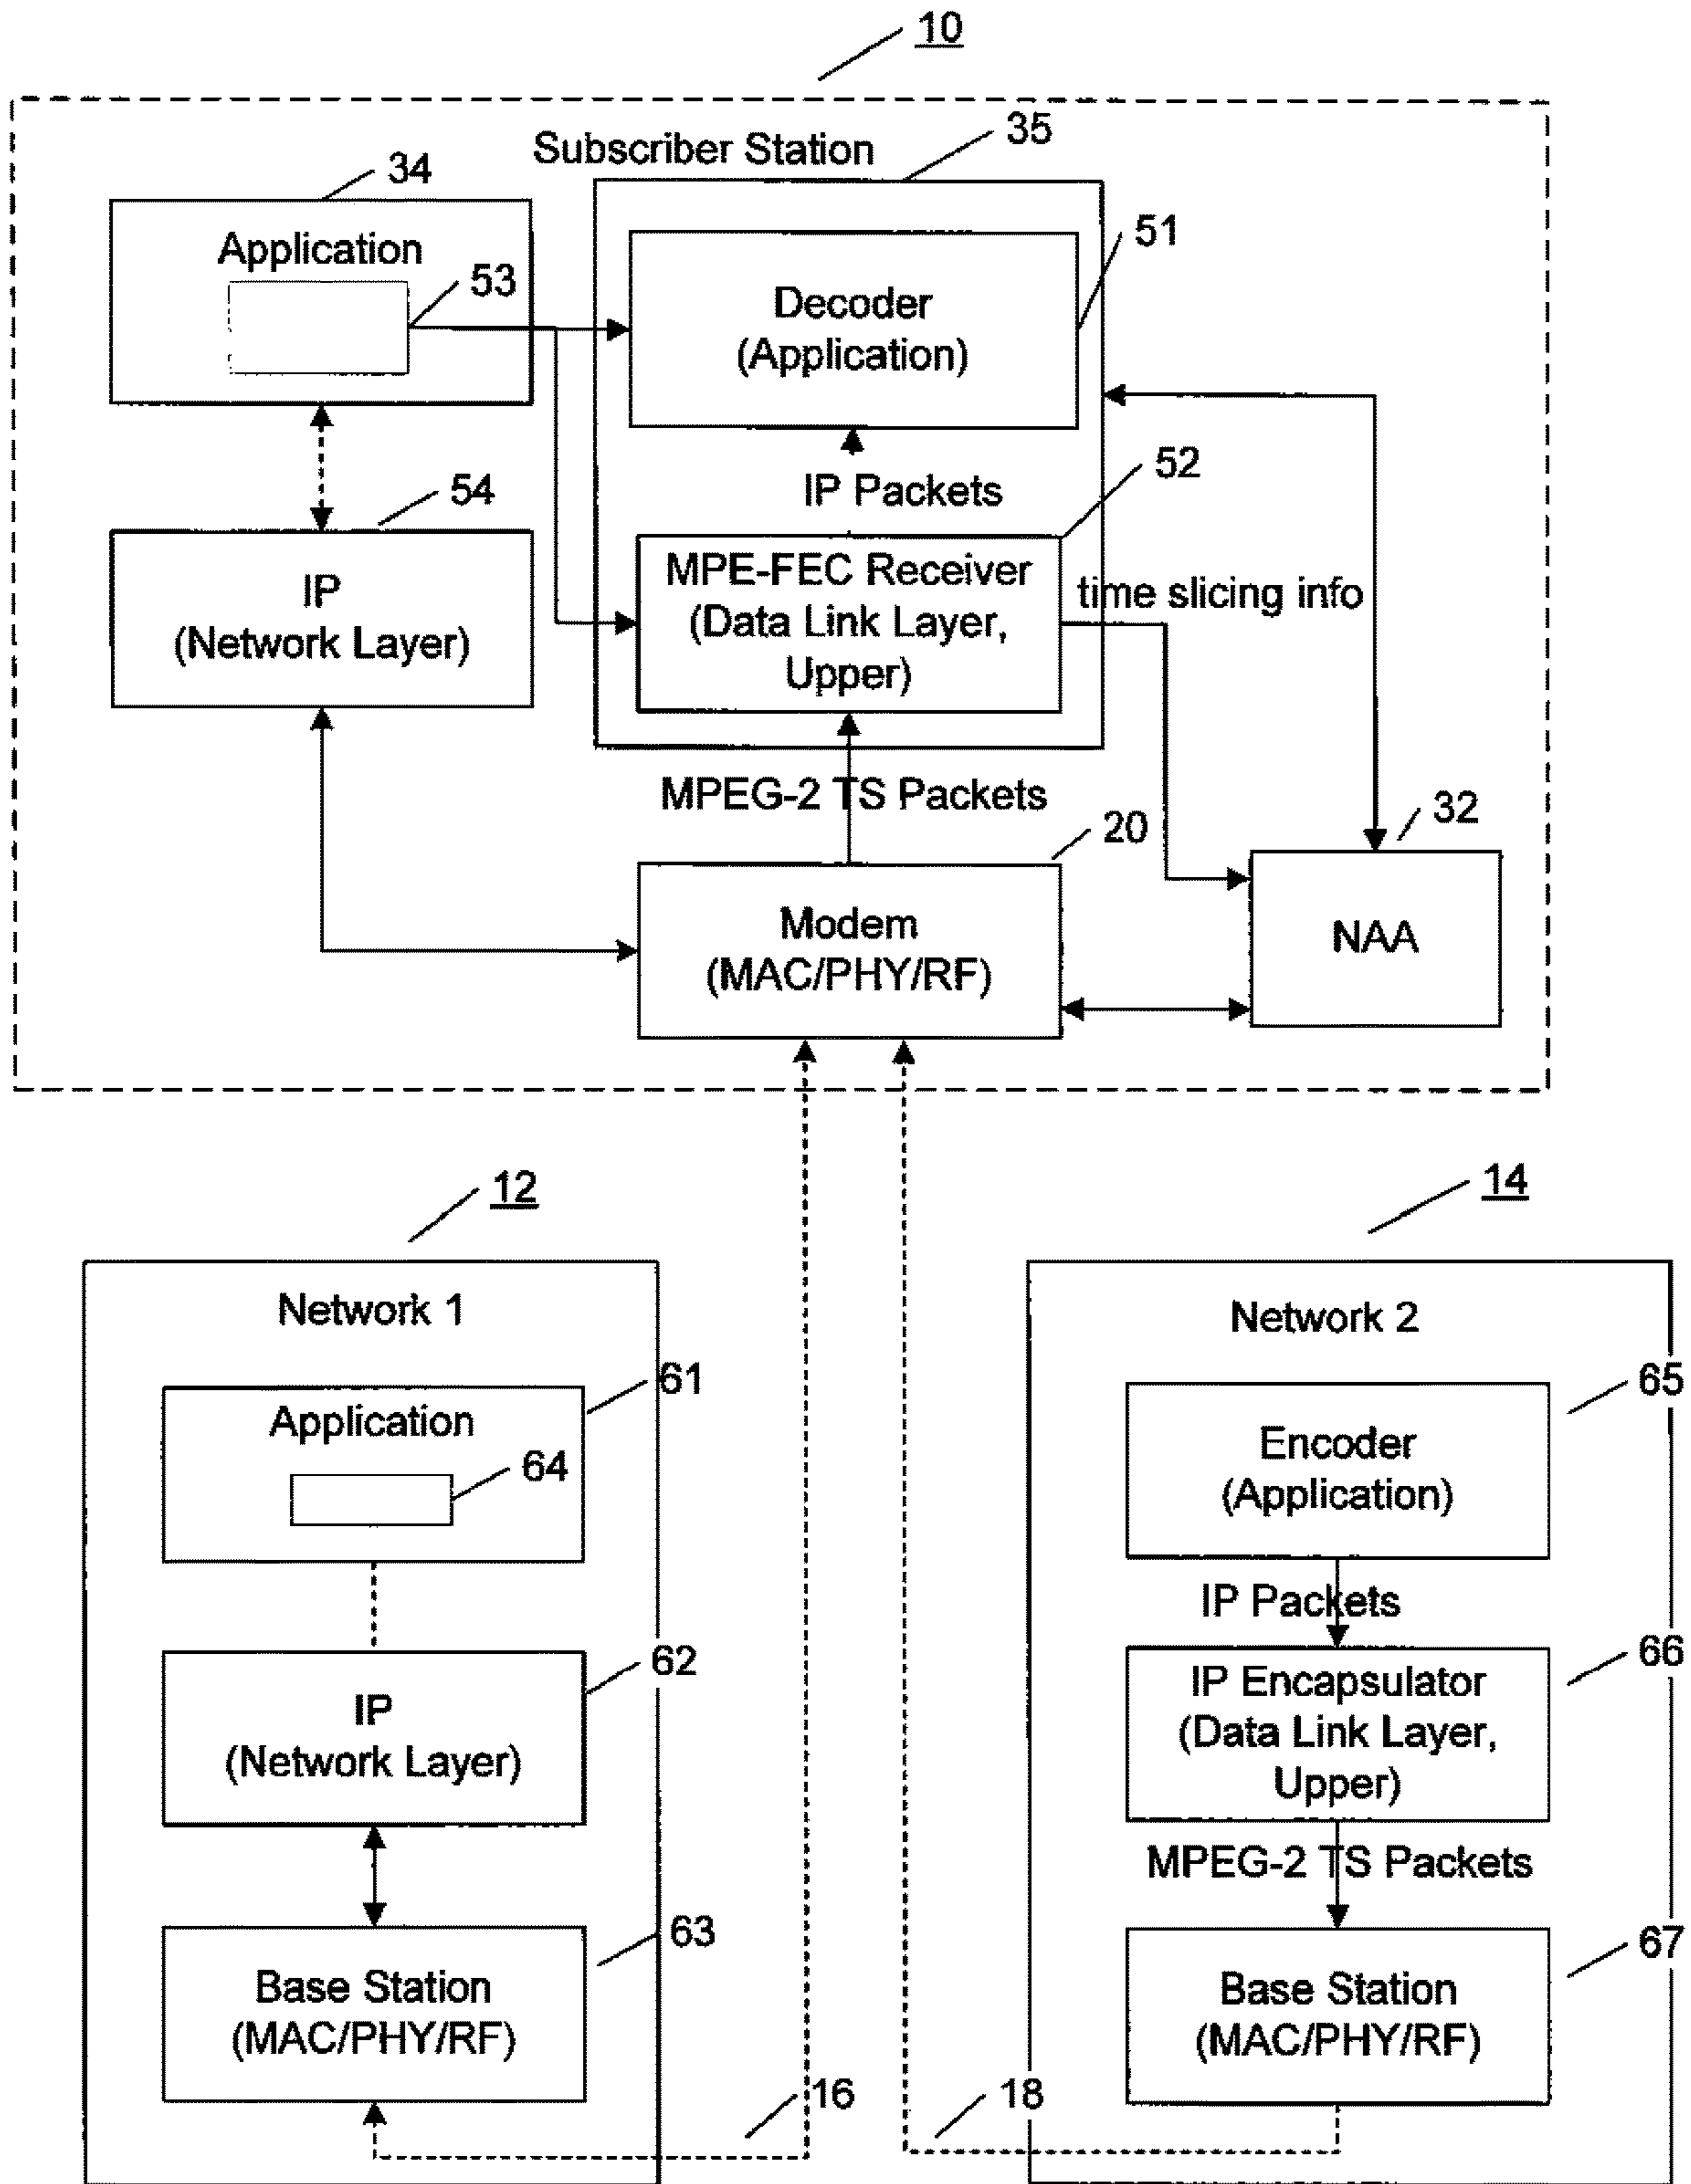 10
Subscriber Station
35
34
Application
53
51
Decoder
(Application)
54
IP Packets
52
IP
(Network Layer)
MPE-FEC Receiver
(Data Link Layer,
Upper)
time slicing info
MPEG-2 TS Packets
20
32
Modem
(MAC/PHY/RF)
NAA
12
14
Network 1
Network 2
61
Application
64
65
Encoder
(Application)
IP Packets
62
IP
(Network Layer)
66
IP Encapsulator
(Data Link Layer,
Upper)
MPEG-2 TS Packets
63
Base Station
(MAC/PHY/RF)
67
Base Station
(MAC/PHY/RF)
16
18